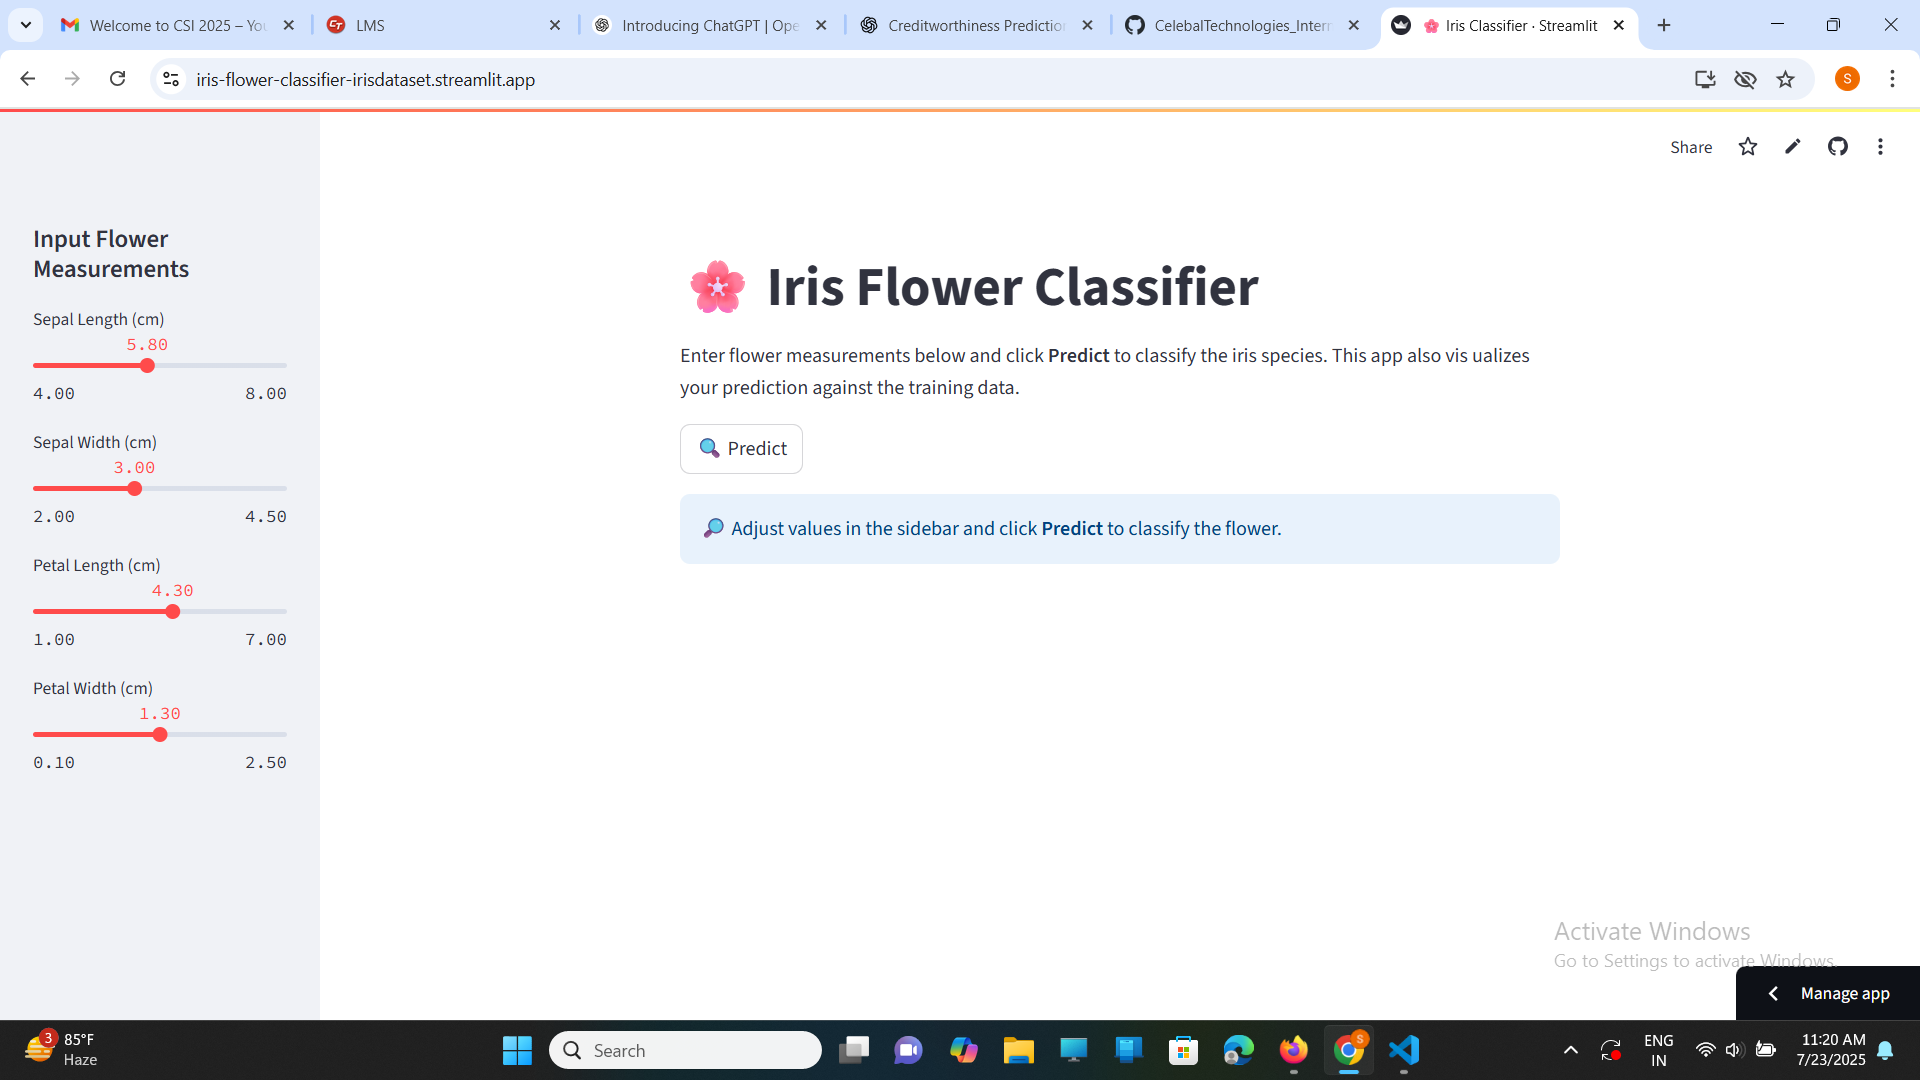 Welcome to CSI 2025 – You
LMS
Introducing ChatGPT | Ope
Creditworthiness Prediction
CelebalTechnologies_Intern
Iris Classifier · Streamlit
iris-flower-classifier-irisdataset.streamlit.app
S
Share
Input Flower
Measurements
Sepal Length (cm)
5.80
4.00 8.00
Sepal Width (cm)
3.00
2.00 4.50
Petal Length (cm)
4.30
1.00 7.00
Petal Width (cm)
1.30
0.10 2.50
Iris Flower Classifier
Enter flower measurements below and click Predict to classify the iris species. This app also vis ualizes
your prediction against the training data.
Predict
Adjust values in the sidebar and click Predict to classify the flower.
Activate Windows
Go to Settings to activate Windows.
Manage app
3
85°F
Haze
Search
S
ENG
IN
11:20 AM
7/23/2025